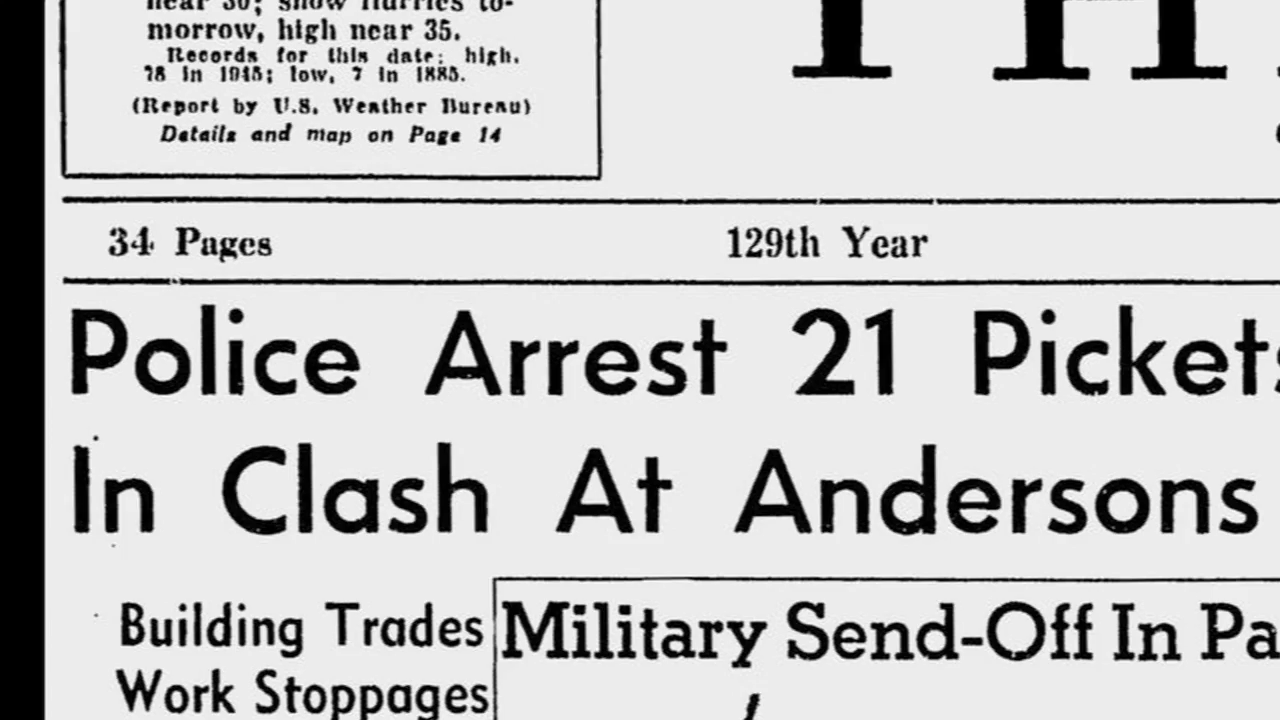 near 30; snow flurries to-
morrow, high near 35.
Records for this date: high,
78 in 1945; low, 7 in 1885.
(Report by U.S. Weather Bureau)
Details and map on Page 14
TH
34 Pages 129th Year
Police Arrest 21 Pickets
In Clash At Andersons
Building Trades
Work Stoppages
Military Send-Off In Pa